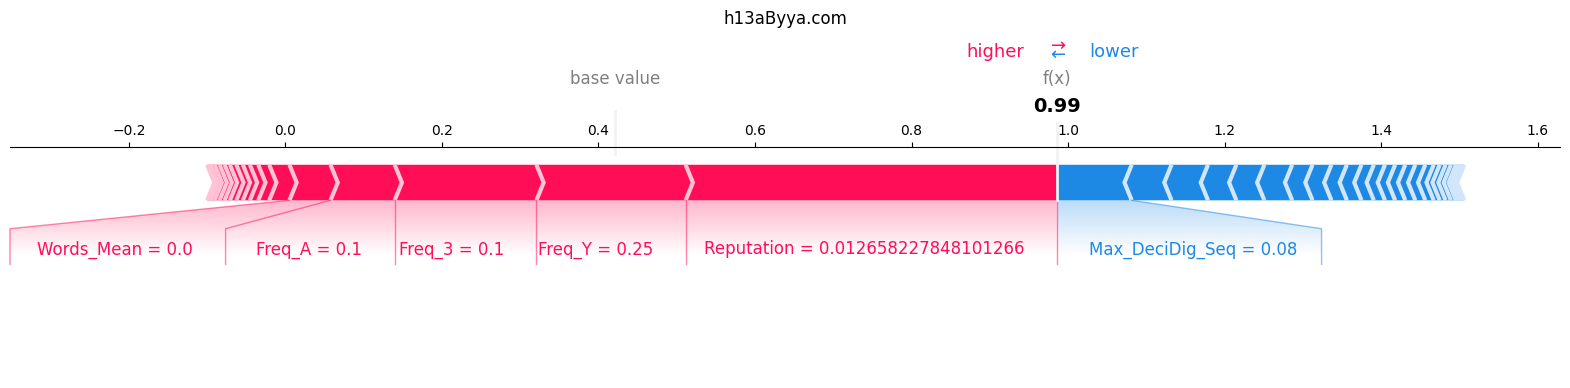 h13aByya.com
higher → ← lower
base value f(x)
0.99
−0.2 0.0 0.2 0.4 0.6 0.8 1.0 1.2 1.4 1.6
Words_Mean = 0.0 Freq_A = 0.1 Freq_3 = 0.1 Freq_Y = 0.25 Reputation = 0.012658227848101266 Max_DeciDig_Seq = 0.08